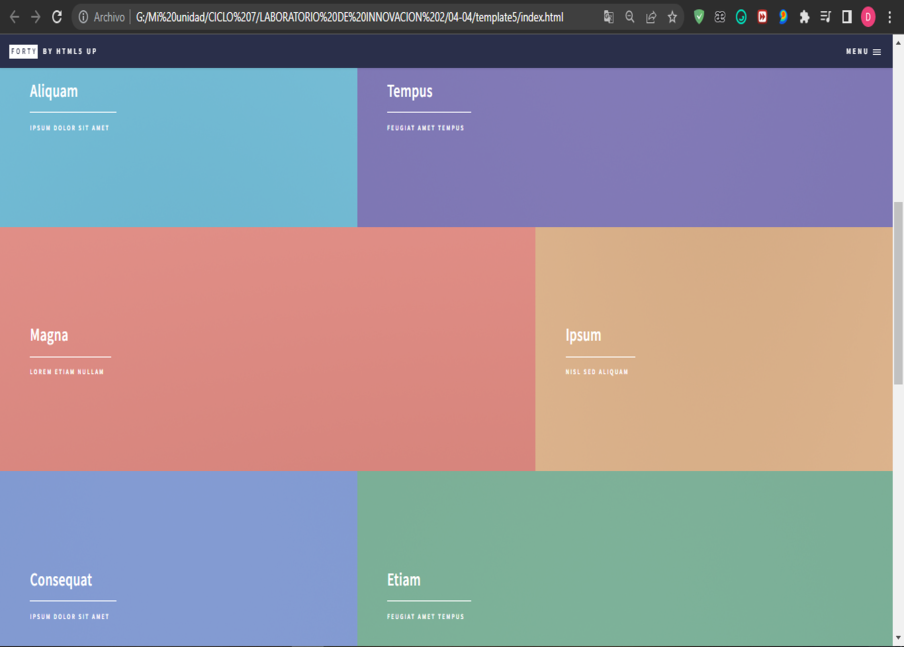 Archivo G:/Mi%20unidad/CICLO%207/LABORATORIO%20DE%20INNOVACION%202/04-04/template5/index.html
D
FORTY BY HTML5 UP
MENU
Aliquam
IPSUM DOLOR SIT AMET
Tempus
FEUGIAT AMET TEMPUS
Magna
LOREM ETIAM NULLAM
Ipsum
NISL SED ALIQUAM
Consequat
IPSUM DOLOR SIT AMET
Etiam
FEUGIAT AMET TEMPUS